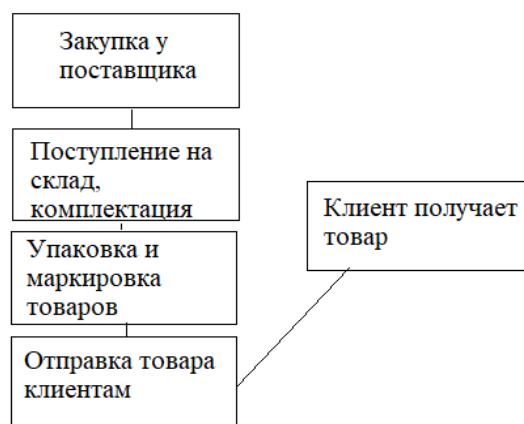 Закупка у
поставщика
Поступление на
склад,
комплектация
Упаковка и
маркировка
товаров
Отправка товара
клиентам
Клиент получает
товар